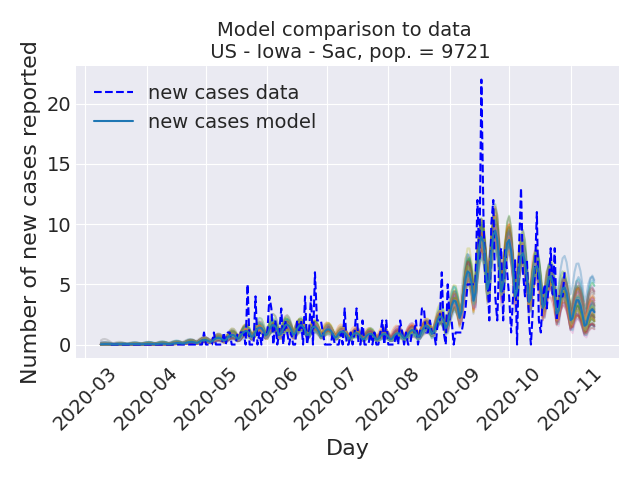 Model comparison to data
US - Iowa - Sac, pop. = 9721
Number of new cases reported
new cases data
new cases model
20
15
10
5
0
2020-03
2020-04
2020-05
2020-06
2020-07
2020-08
2020-09
2020-10
2020-11
Day